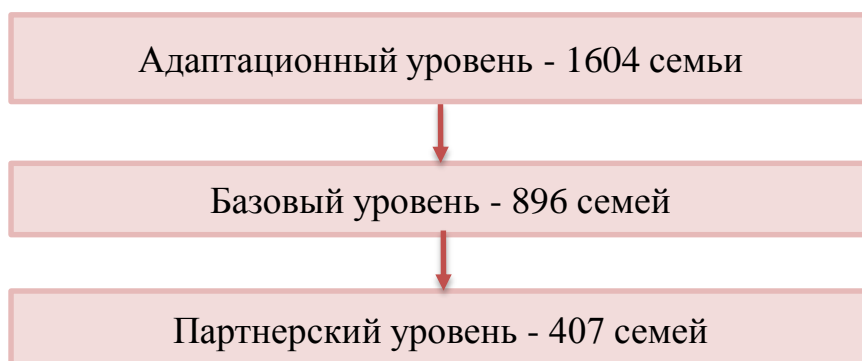 Адаптационный уровень - 1604 семьи
Базовый уровень - 896 семей
Партнерский уровень - 407 семей